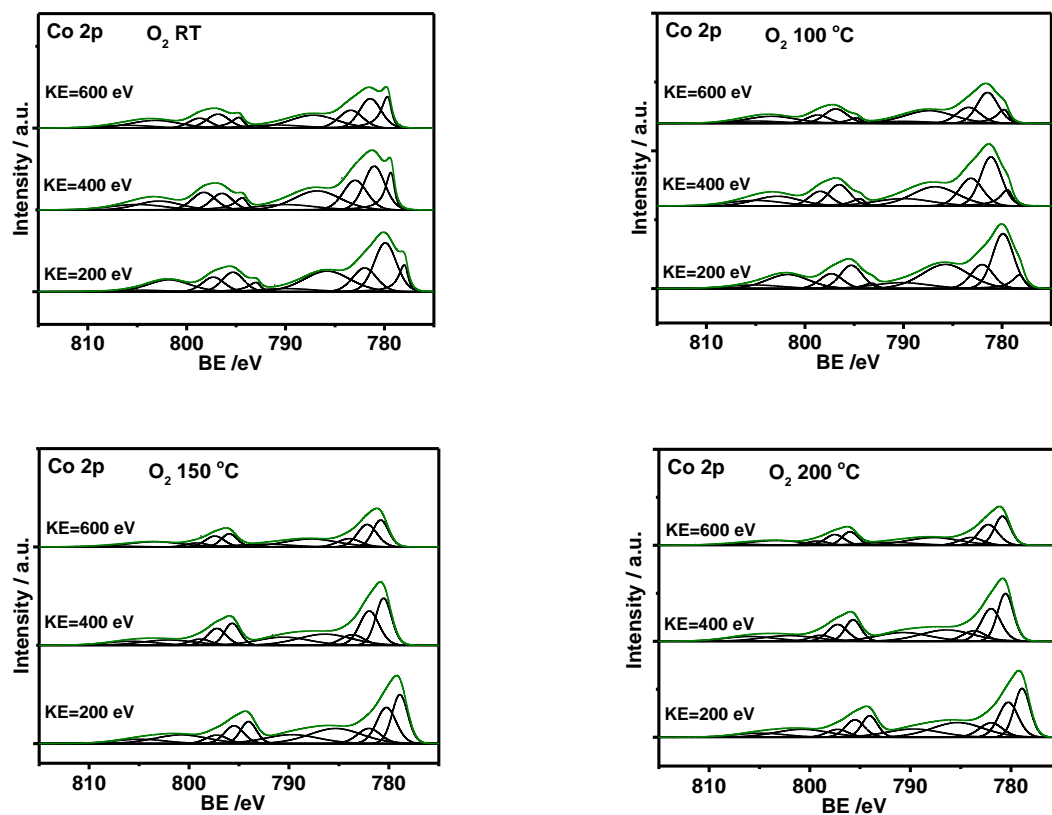 Co 2p O₂ RT
KE=600 eV
KE=400 eV
KE=200 eV
Intensity / a.u.
810 800 790 780
BE /eV
Co 2p O₂ 100 °C
KE=600 eV
KE=400 eV
KE=200 eV
Intensity / a.u.
810 800 790 780
BE /eV
Co 2p O₂ 150 °C
KE=600 eV
KE=400 eV
KE=200 eV
Intensity / a.u.
810 800 790 780
BE /eV
Co 2p O₂ 200 °C
KE=600 eV
KE=400 eV
KE=200 eV
Intensity / a.u.
810 800 790 780
BE /eV